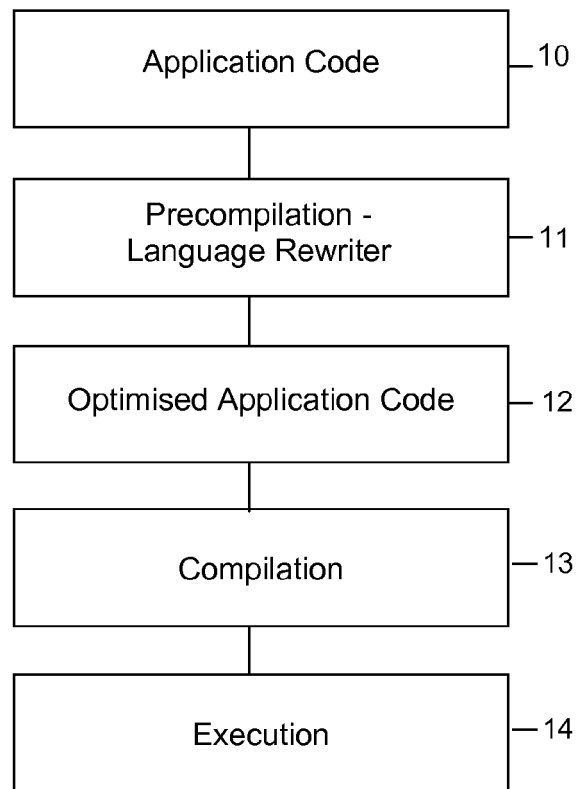 Application Code
10
Precompilation -
Language Rewriter
11
Optimised Application Code
12
Compilation
13
Execution
14